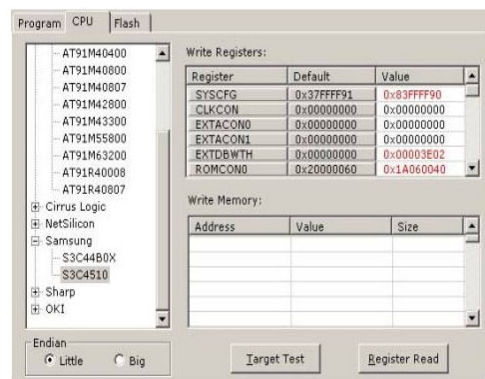 Program CPU Flash
AT91M40400
AT91M40800
AT91M40807
AT91M42800
AT91M43300
AT91M55800
AT91M63200
AT91R40008
AT91R40807
Cirrus Logic
NetSilicon
Samsung
S3C44B0X
S3C4510
Sharp
OKI
Endian
Little Big
Write Registers:
Register Default Value
SYSCFG 0x37FFFF91 0x83FFFF90
CLKCON 0x00000000 0x00000000
EXTACON0 0x00000000 0x00000000
EXTACON1 0x00000000 0x00000000
EXTDBWTH 0x00000000 0x00003E02
ROMCON0 0x20000060 0x1A060040
Write Memory:
Address Value Size
Target Test Register Read